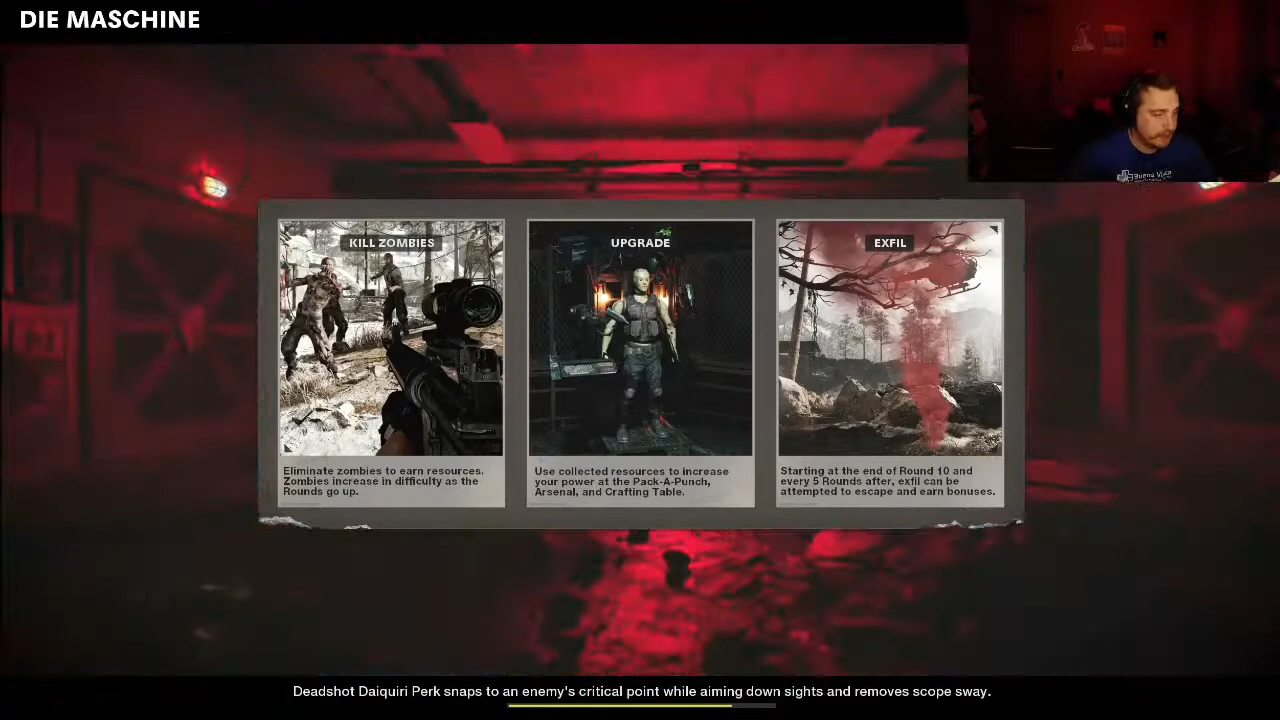 DIE MASCHINE
KILL ZOMBIES
UPGRADE
EXFIL
Eliminate zombies to earn resources.
Zombies increase in difficulty as the
Rounds go up.
Use collected resources to increase
your power at the Pack-A-Punch,
Arsenal, and Crafting Table.
Starting at the end of Round 10 and
every 5 Rounds after, exfil can be
attempted to escape and earn bonuses.
Buena Vista
Deadshot Daiquiri Perk snaps to an enemy's critical point while aiming down sights and removes scope sway.